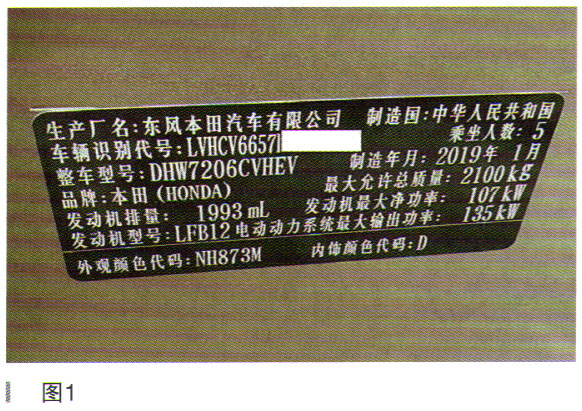 生产厂名:东风本田汽车有限公司 制造国:中华人民共和国
车辆识别代号:LVHCV6657 乘坐人数:5
整车型号:DHW7206CVHEV 制造年月:2019年 1月
品牌:本田(HONDA) 最大允许总质量:2100kg
发动机排量: 1993mL 发动机最大净功率: 107kW
发动机型号:LFB12 电动动力系统最大输出功率: 135kW
外观颜色代码:NH873M 内饰颜色代码:D
图1